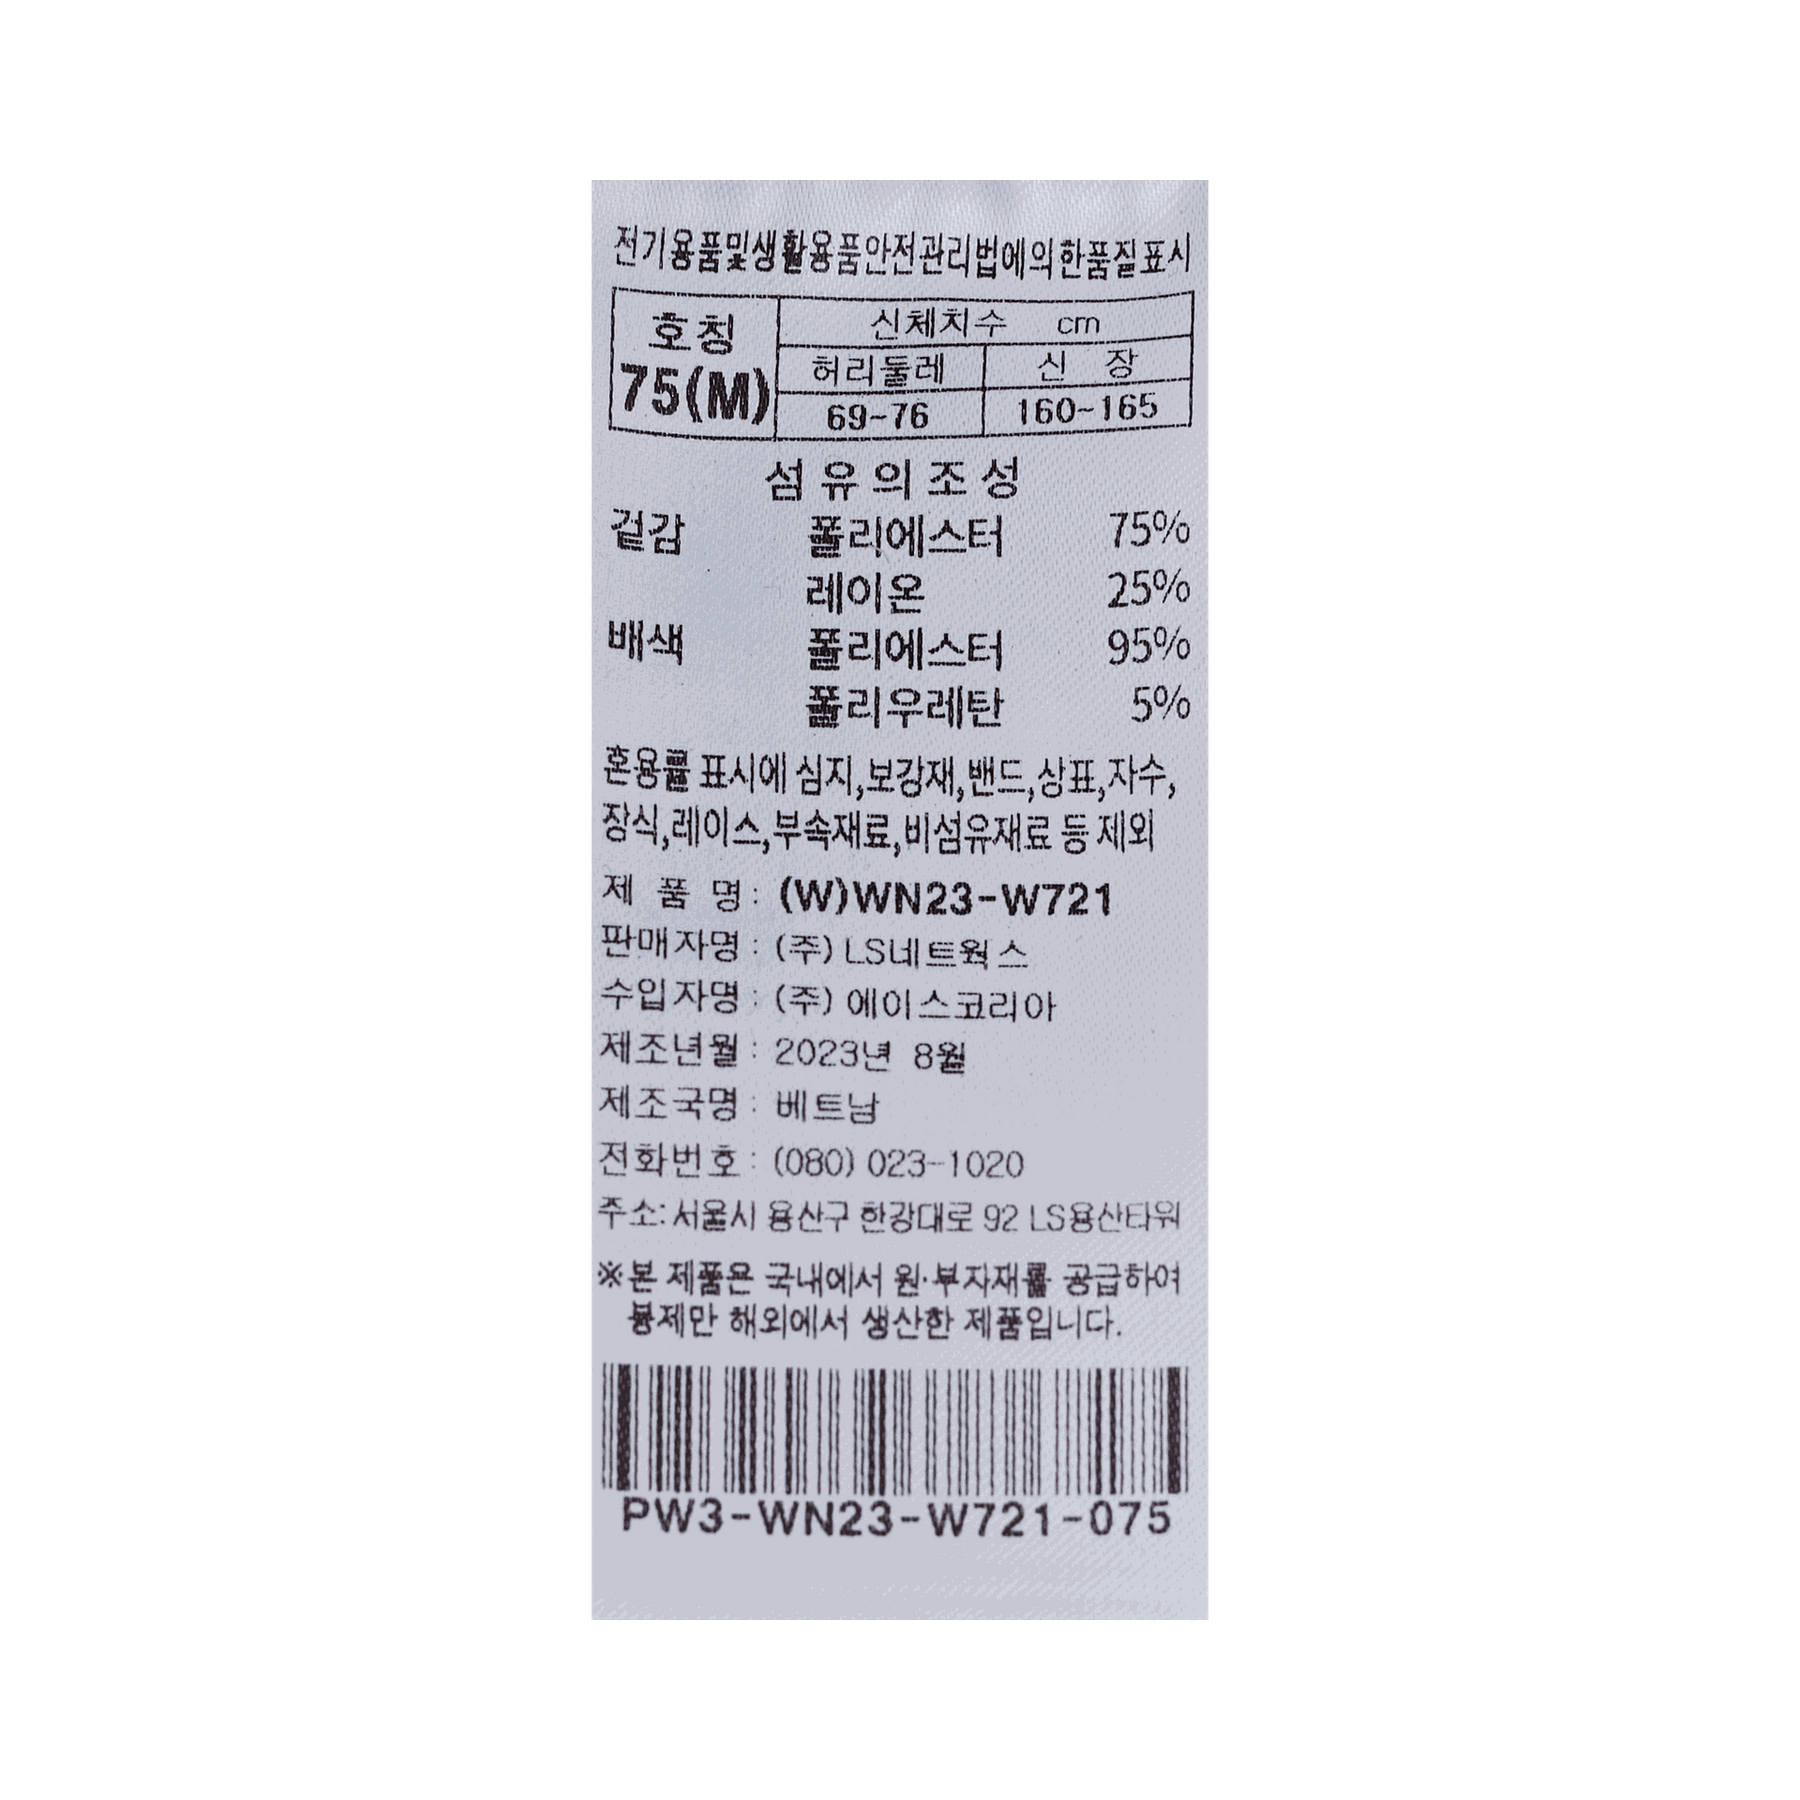 전기용품및생활용품안전관리법에의한품질표시
호칭
75(M)
신체치수 cm
허리둘레 신 장
69-76 160-165
섬유의조성
겉감 폴리에스터 75%
레이온 25%
배색 폴리에스터 95%
폴리우레탄 5%
혼용률 표시에 심지,보강재,밴드,상표,자수,
장식,레이스,부속재료,비섬유재료 등 제외
제 품 명: (W)WN23-W721
판매자명: (주) LS네트웍스
수입자명: (주) 에이스코리아
제조년월: 2023년 8월
제조국명: 베트남
전화번호: (080) 023-1020
주소: 서울시 용산구 한강대로 92 LS용산타워
※본 제품은 국내에서 원·부자재를 공급하여
봉제만 해외에서 생산한 제품입니다.
PW3-WN23-W721-075